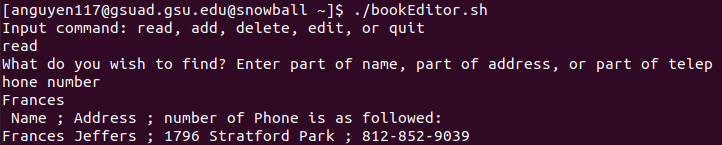 [anguyen117@gsuad.gsu.edu@snowball ~]$ ./bookEditor.sh
Input command: read, add, delete, edit, or quit
read
What do you wish to find? Enter part of name, part of address, or part of telep
hone number
Frances
 Name ; Address ; number of Phone is as followed:
Frances Jeffers ; 1796 Stratford Park ; 812-852-9039